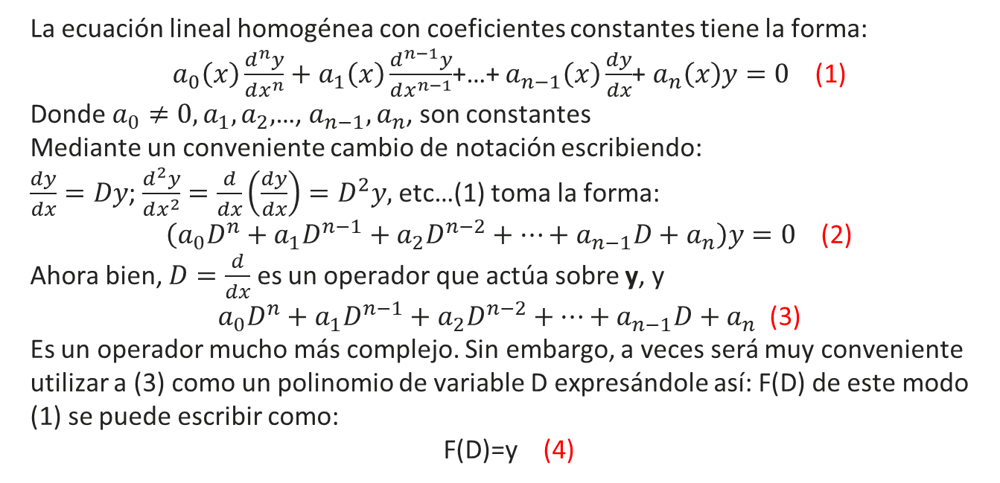 La ecuación lineal homogénea con coeficientes constantes tiene la forma:
$a_0(x)\frac{d^n y}{dx^n} + a_1(x)\frac{d^{n-1}y}{dx^{n-1}}+...+ a_{n-1}(x)\frac{dy}{dx}+ a_n(x)y = 0$ (1)
Donde $a_0 \neq 0, a_1, a_2,..., a_{n-1}, a_n$, son constantes
Mediante un conveniente cambio de notación escribiendo:
$\frac{dy}{dx} = Dy; \frac{d^2y}{dx^2} = \frac{d}{dx}\left(\frac{dy}{dx}\right) = D^2y$, etc...(1) toma la forma:
$(a_0D^n + a_1D^{n-1} + a_2D^{n-2} + \cdots + a_{n-1}D + a_n)y = 0$ (2)
Ahora bien, $D = \frac{d}{dx}$ es un operador que actúa sobre y, y
$a_0D^n + a_1D^{n-1} + a_2D^{n-2} + \cdots + a_{n-1}D + a_n$ (3)
Es un operador mucho más complejo. Sin embargo, a veces será muy conveniente
utilizar a (3) como un polinomio de variable D expresándole así: F(D) de este modo
(1) se puede escribir como:
F(D)=y (4)